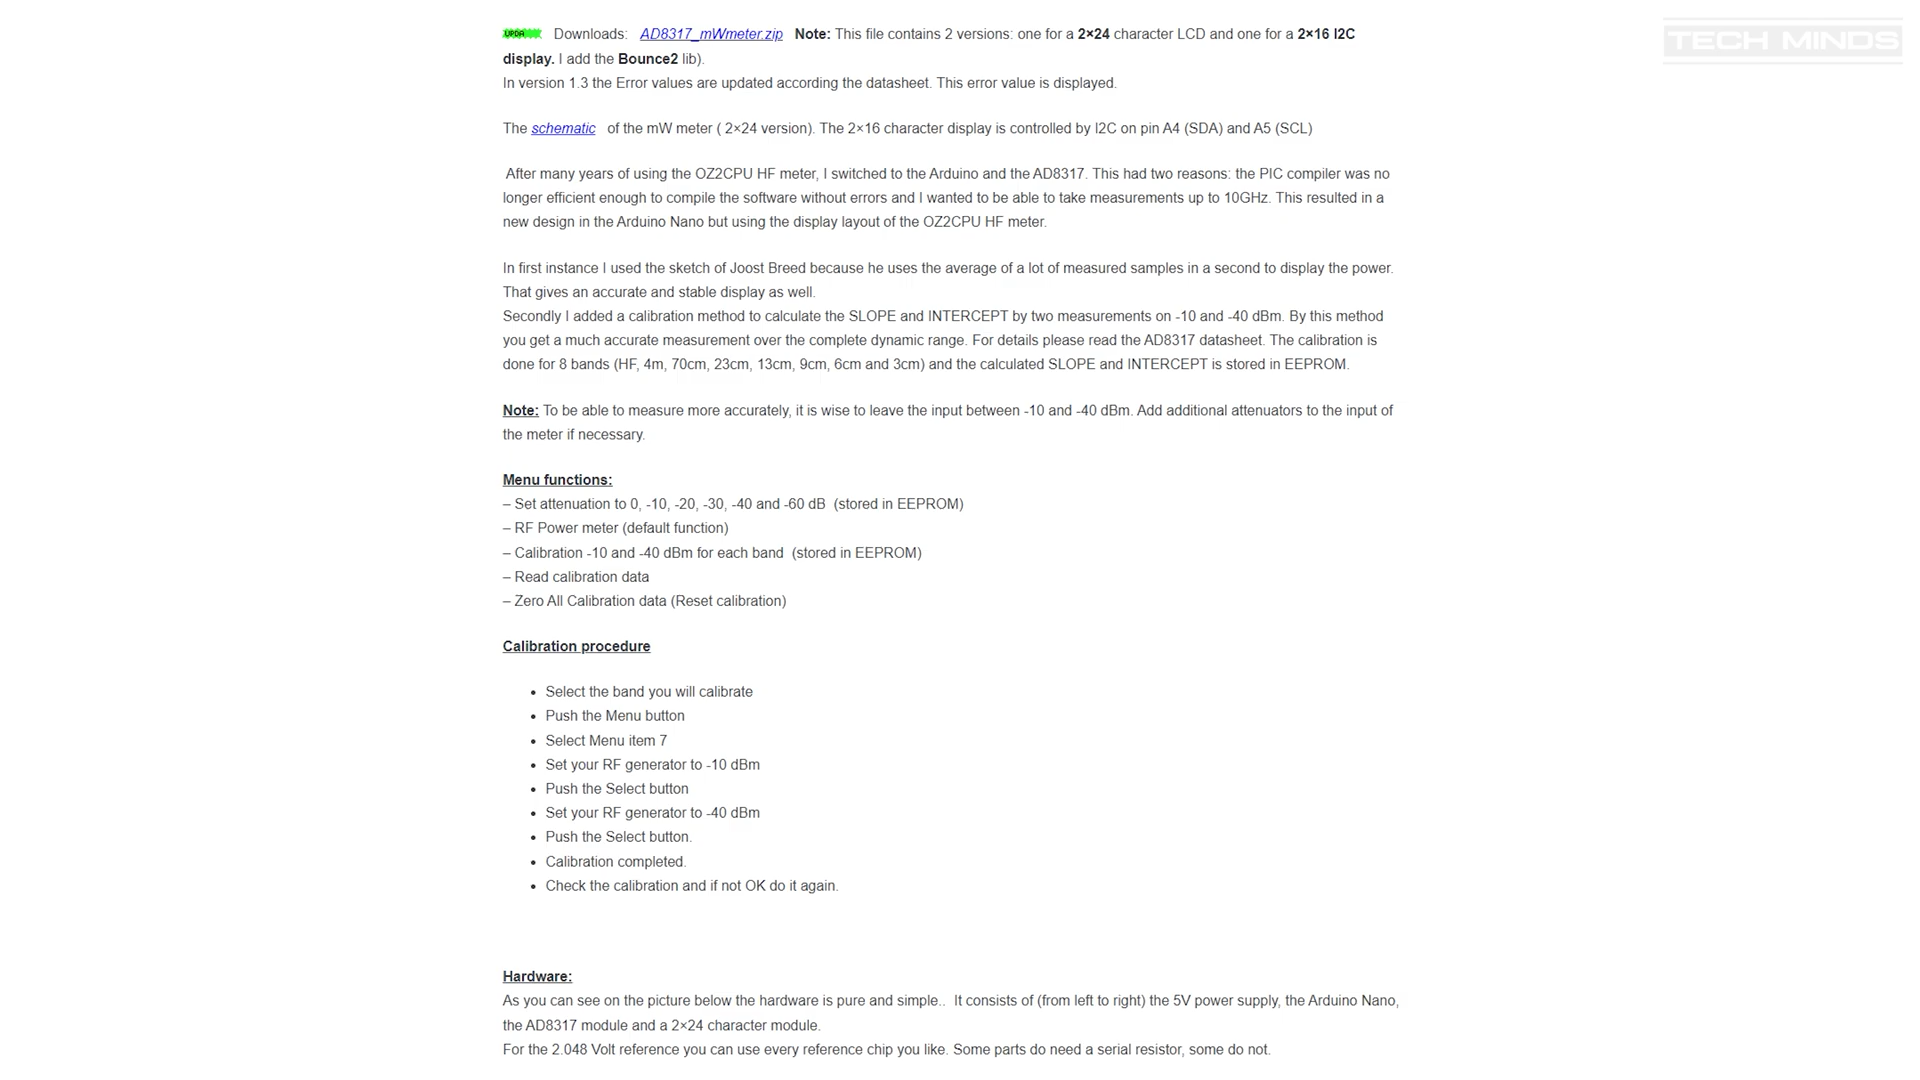 TECH MINDS
UPDA Downloads: AD8317_mWmeter.zip Note: This file contains 2 versions: one for a 2×24 character LCD and one for a 2×16 I2C
display. I add the Bounce2 lib).
In version 1.3 the Error values are updated according the datasheet. This error value is displayed.
The schematic of the mW meter ( 2×24 version). The 2×16 character display is controlled by I2C on pin A4 (SDA) and A5 (SCL)
After many years of using the OZ2CPU HF meter, I switched to the Arduino and the AD8317. This had two reasons: the PIC compiler was no
longer efficient enough to compile the software without errors and I wanted to be able to take measurements up to 10GHz. This resulted in a
new design in the Arduino Nano but using the display layout of the OZ2CPU HF meter.
In first instance I used the sketch of Joost Breed because he uses the average of a lot of measured samples in a second to display the power.
That gives an accurate and stable display as well.
Secondly I added a calibration method to calculate the SLOPE and INTERCEPT by two measurements on -10 and -40 dBm. By this method
you get a much accurate measurement over the complete dynamic range. For details please read the AD8317 datasheet. The calibration is
done for 8 bands (HF, 4m, 70cm, 23cm, 13cm, 9cm, 6cm and 3cm) and the calculated SLOPE and INTERCEPT is stored in EEPROM.
Note: To be able to measure more accurately, it is wise to leave the input between -10 and -40 dBm. Add additional attenuators to the input of
the meter if necessary.
Menu functions:
– Set attenuation to 0, -10, -20, -30, -40 and -60 dB (stored in EEPROM)
– RF Power meter (default function)
– Calibration -10 and -40 dBm for each band (stored in EEPROM)
– Read calibration data
– Zero All Calibration data (Reset calibration)
Calibration procedure
• Select the band you will calibrate
• Push the Menu button
• Select Menu item 7
• Set your RF generator to -10 dBm
• Push the Select button
• Set your RF generator to -40 dBm
• Push the Select button.
• Calibration completed.
• Check the calibration and if not OK do it again.
Hardware:
As you can see on the picture below the hardware is pure and simple.. It consists of (from left to right) the 5V power supply, the Arduino Nano,
the AD8317 module and a 2×24 character module.
For the 2.048 Volt reference you can use every reference chip you like. Some parts do need a serial resistor, some do not.